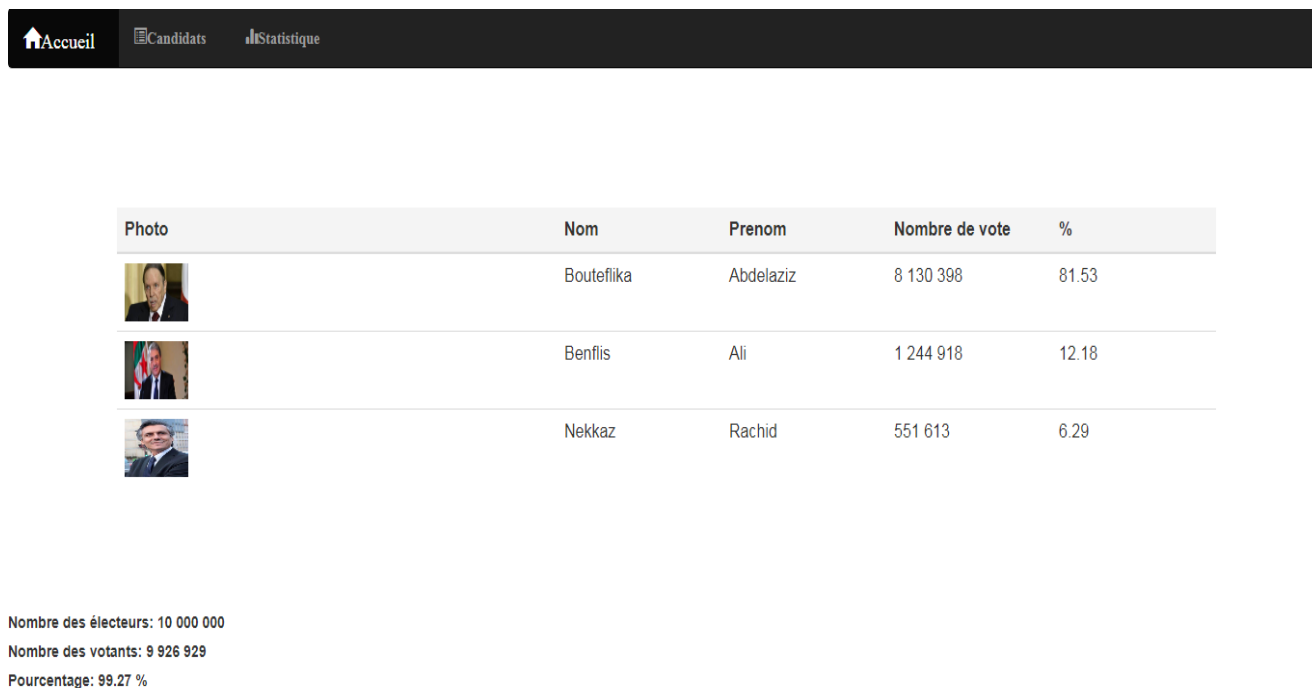 Accueil Candidats Statistique
Photo Nom Prenom Nombre de vote %
Bouteflika Abdelaziz 8 130 398 81.53
Benflis Ali 1 244 918 12.18
Nekkaz Rachid 551 613 6.29
Nombre des électeurs: 10 000 000
Nombre des votants: 9 926 929
Pourcentage: 99.27 %